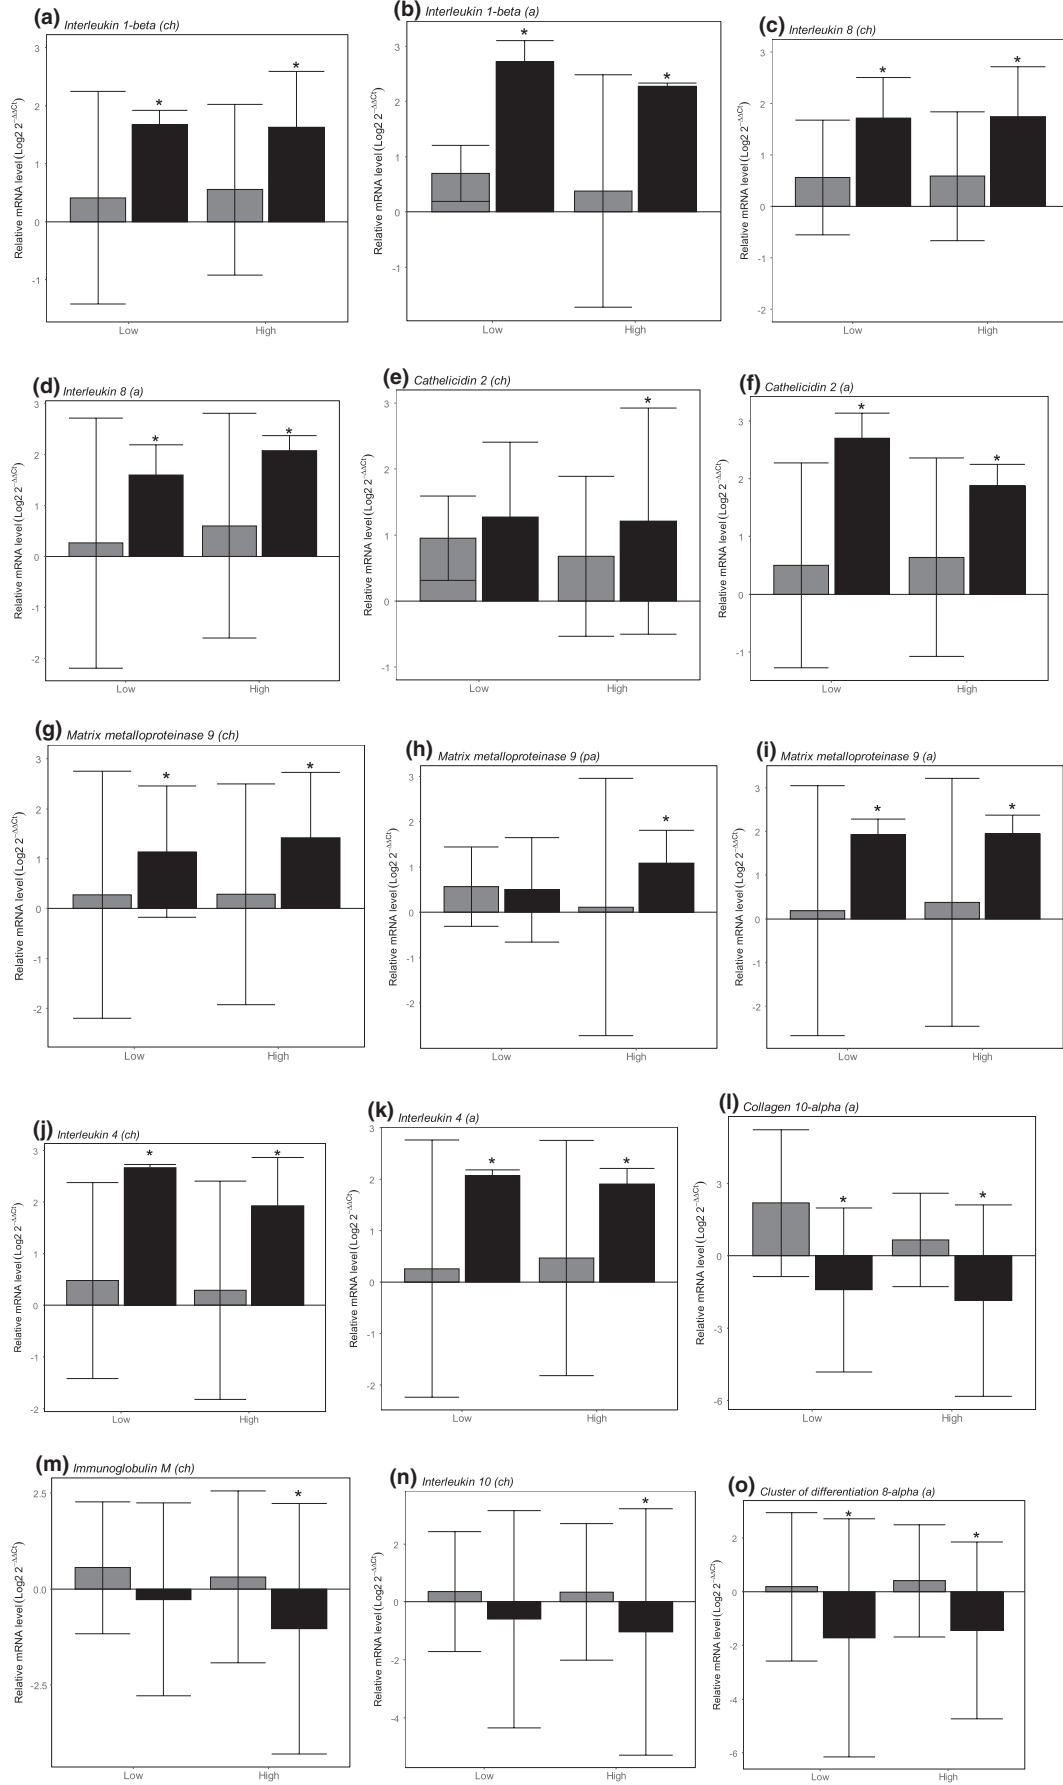 (a) Interleukin 1-beta (ch)
Relative mRNA level (Log2 2^−ΔΔCt)
3
2
1
0
-1
*
*
Low
High
(b) Interleukin 1-beta (a)
Relative mRNA level (Log2 2^−ΔΔCt)
3
2
1
0
-1
*
*
Low
High
(c) Interleukin 8 (ch)
Relative mRNA level (Log2 2^−ΔΔCt)
3
2
1
0
-1
-2
*
*
Low
High
(d) Interleukin 8 (a)
Relative mRNA level (Log2 2^−ΔΔCt)
3
2
1
0
-1
-2
*
*
Low
High
(e) Cathelicidin 2 (ch)
Relative mRNA level (Log2 2^−ΔΔCt)
3
2
1
0
-1
*
Low
High
(f) Cathelicidin 2 (a)
Relative mRNA level (Log2 2^−ΔΔCt)
3
2
1
0
-1
*
*
Low
High
(g) Matrix metalloproteinase 9 (ch)
Relative mRNA level (Log2 2^−ΔΔCt)
3
2
1
0
-1
-2
*
*
Low
High
(h) Matrix metalloproteinase 9 (pa)
Relative mRNA level (Log2 2^−ΔΔCt)
3
2
1
0
-1
-2
*
Low
High
(i) Matrix metalloproteinase 9 (a)
Relative mRNA level (Log2 2^−ΔΔCt)
3
2
1
0
-1
-2
*
*
Low
High
(j) Interleukin 4 (ch)
Relative mRNA level (Log2 2^−ΔΔCt)
3
2
1
0
-1
-2
*
*
Low
High
(k) Interleukin 4 (a)
Relative mRNA level (Log2 2^−ΔΔCt)
3
2
1
0
-1
-2
*
*
Low
High
(l) Collagen 10-alpha (a)
Relative mRNA level (Log2 2^−ΔΔCt)
3
0
-3
-6
*
*
Low
High
(m) Immunoglobulin M (ch)
Relative mRNA level (Log2 2^−ΔΔCt)
2.5
0.0
-2.5
*
Low
High
(n) Interleukin 10 (ch)
Relative mRNA level (Log2 2^−ΔΔCt)
2
0
-2
-4
*
Low
High
(o) Cluster of differentiation 8-alpha (a)
Relative mRNA level (Log2 2^−ΔΔCt)
2
0
-2
-4
-6
*
*
Low
High